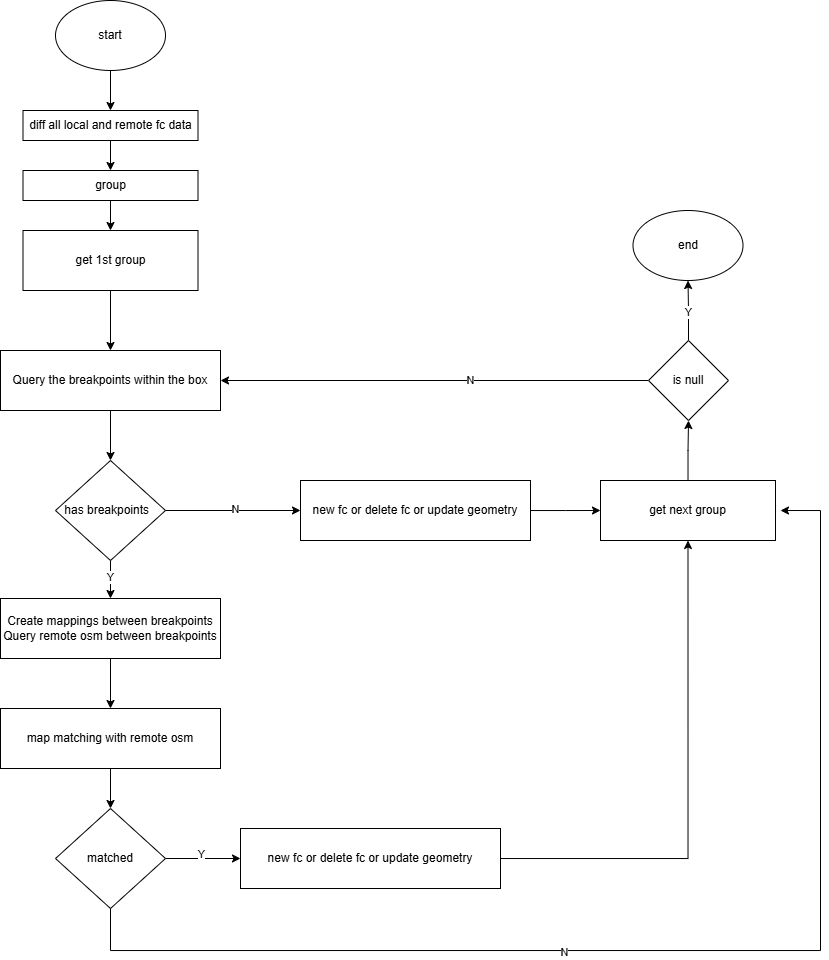 start
diff all local and remote fc data
group
get 1st group
end
Y
Query the breakpoints within the box
N
is null
has breakpoints
N
new fc or delete fc or update geometry
get next group
Y
Create mappings between breakpoints
Query remote osm between breakpoints
map matching with remote osm
matched
Y
new fc or delete fc or update geometry
N